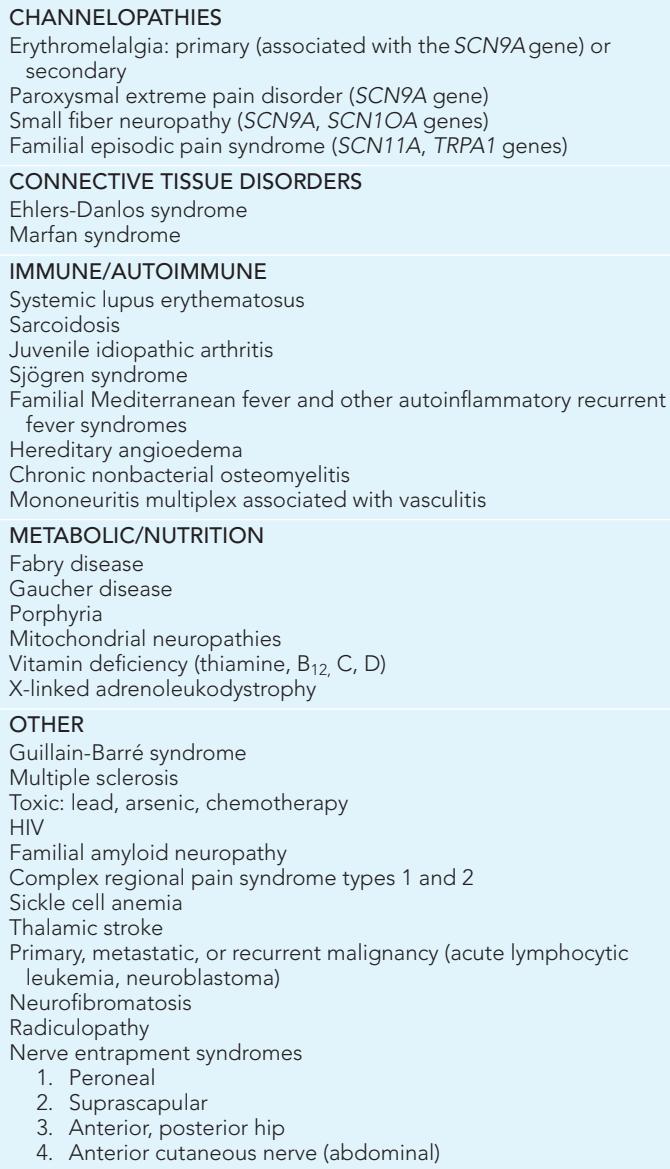 CHANNELOPATHIES
Erythromelalgia: primary (associated with the SCN9A gene) or
secondary
Paroxysmal extreme pain disorder (SCN9A gene)
Small fiber neuropathy (SCN9A, SCN1OA genes)
Familial episodic pain syndrome (SCN11A, TRPA1 genes)
CONNECTIVE TISSUE DISORDERS
Ehlers-Danlos syndrome
Marfan syndrome
IMMUNE/AUTOIMMUNE
Systemic lupus erythematosus
Sarcoidosis
Juvenile idiopathic arthritis
Sjögren syndrome
Familial Mediterranean fever and other autoinflammatory recurrent
fever syndromes
Hereditary angioedema
Chronic nonbacterial osteomyelitis
Mononeuritis multiplex associated with vasculitis
METABOLIC/NUTRITION
Fabry disease
Gaucher disease
Porphyria
Mitochondrial neuropathies
Vitamin deficiency (thiamine, B12, C, D)
X-linked adrenoleukodystrophy
OTHER
Guillain-Barré syndrome
Multiple sclerosis
Toxic: lead, arsenic, chemotherapy
HIV
Familial amyloid neuropathy
Complex regional pain syndrome types 1 and 2
Sickle cell anemia
Thalamic stroke
Primary, metastatic, or recurrent malignancy (acute lymphocytic
leukemia, neuroblastoma)
Neurofibromatosis
Radiculopathy
Nerve entrapment syndromes
1. Peroneal
2. Suprascapular
3. Anterior, posterior hip
4. Anterior cutaneous nerve (abdominal)